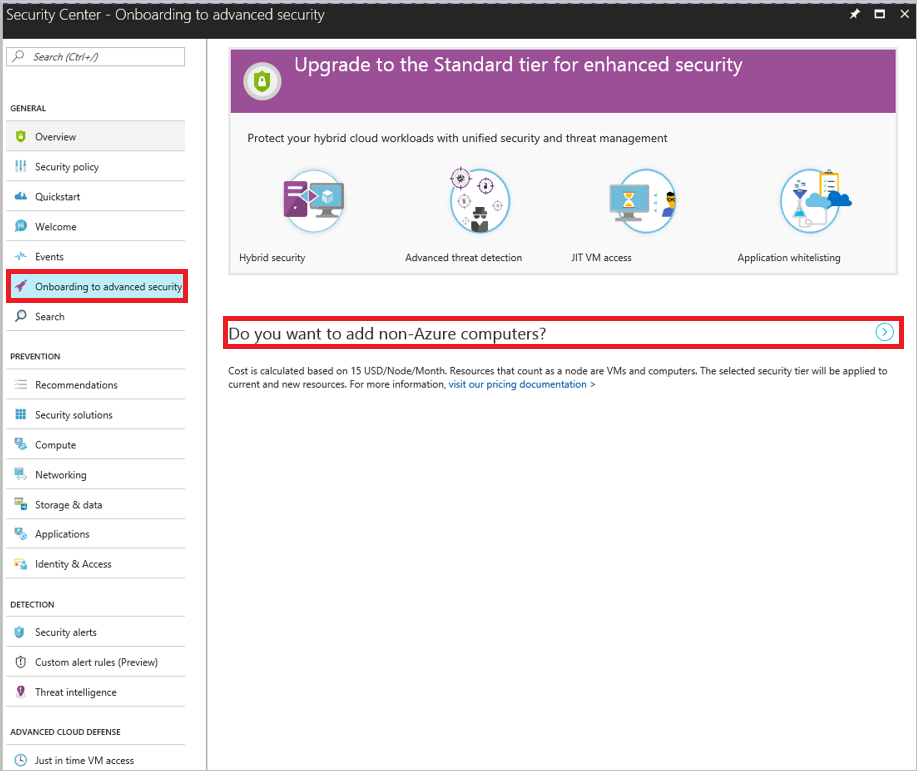 Security Center - Onboarding to advanced security
Search (Ctrl+/)
GENERAL
Overview
Security policy
Quickstart
Welcome
Events
Onboarding to advanced security
Search
PREVENTION
Recommendations
Security solutions
Compute
Networking
Storage & data
Applications
Identity & Access
DETECTION
Security alerts
Custom alert rules (Preview)
Threat intelligence
ADVANCED CLOUD DEFENSE
Just in time VM access
Upgrade to the Standard tier for enhanced security
Protect your hybrid cloud workloads with unified security and threat management
Hybrid security
Advanced threat detection
JIT VM access
Application whitelisting
Do you want to add non-Azure computers?
Cost is calculated based on 15 USD/Node/Month. Resources that count as a node are VMs and computers. The selected security tier will be applied to
current and new resources. For more information, visit our pricing documentation >